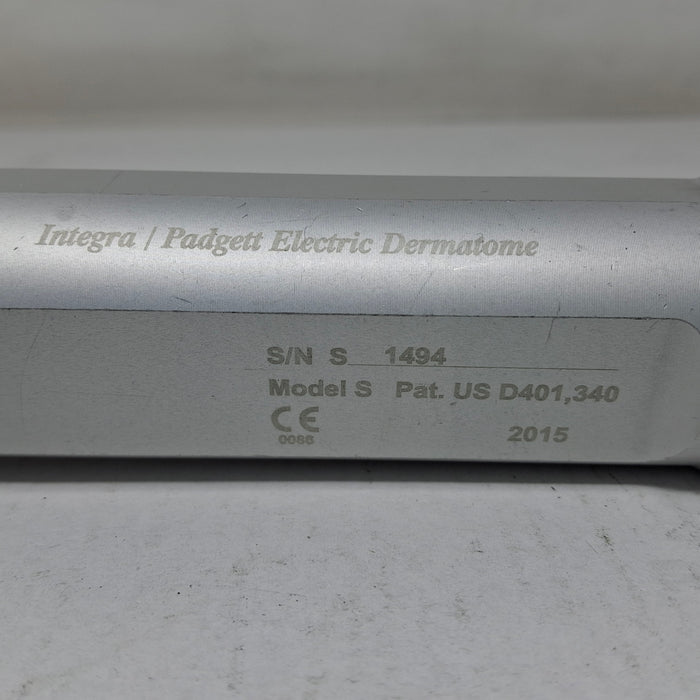 Integra / Padgett Electric Dermatome
S/N S 1494
Model S Pat. US D401,340
CE
0086
2015